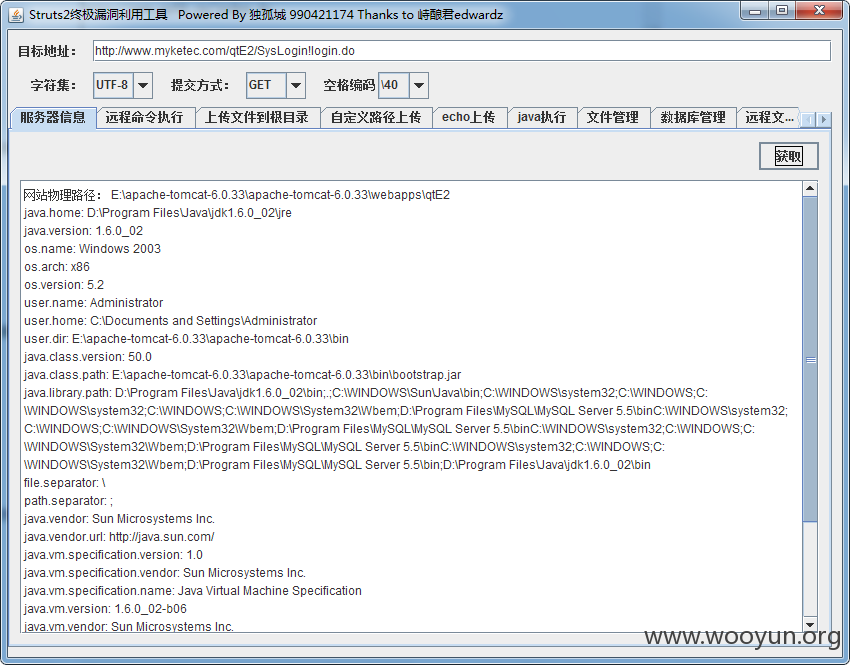 Struts2终极漏洞利用工具 Powered By 独孤城 990421174 Thanks to 峙酿君edwardz
目标地址： http://www.myketec.com/qtE2/SysLogin!login.do
字符集： UTF-8 提交方式： GET 空格编码 \40
服务器信息 远程命令执行 上传文件到根目录 自定义路径上传 echo上传 java执行 文件管理 数据库管理 远程文...
获取
网站物理路径： E:\apache-tomcat-6.0.33\apache-tomcat-6.0.33\webapps\qtE2
java.home: D:\Program Files\Java\jdk1.6.0_02\jre
java.version: 1.6.0_02
os.name: Windows 2003
os.arch: x86
os.version: 5.2
user.name: Administrator
user.home: C:\Documents and Settings\Administrator
user.dir: E:\apache-tomcat-6.0.33\apache-tomcat-6.0.33\bin
java.class.version: 50.0
java.class.path: E:\apache-tomcat-6.0.33\apache-tomcat-6.0.33\bin\bootstrap.jar
java.library.path: D:\Program Files\Java\jdk1.6.0_02\bin;.;C:\WINDOWS\Sun\Java\bin;C:\WINDOWS\system32;C:\WINDOWS;C:
\WINDOWS\system32;C:\WINDOWS;C:\WINDOWS\System32\Wbem;D:\Program Files\MySQL\MySQL Server 5.5\binC:\WINDOWS\system32;
C:\WINDOWS;C:\WINDOWS\System32\Wbem;D:\Program Files\MySQL\MySQL Server 5.5\binC:\WINDOWS\system32;C:\WINDOWS;C:
\WINDOWS\System32\Wbem;D:\Program Files\MySQL\MySQL Server 5.5\binC:\WINDOWS\system32;C:\WINDOWS;C:
\WINDOWS\System32\Wbem;D:\Program Files\MySQL\MySQL Server 5.5\bin;D:\Program Files\Java\jdk1.6.0_02\bin
file.separator: \
path.separator: ;
java.vendor: Sun Microsystems Inc.
java.vendor.url: http://java.sun.com/
java.vm.specification.version: 1.0
java.vm.specification.vendor: Sun Microsystems Inc.
java.vm.specification.name: Java Virtual Machine Specification
java.vm.version: 1.6.0_02-b06
java.vm.vendor: Sun Microsystems Inc.
www.wooyun.org